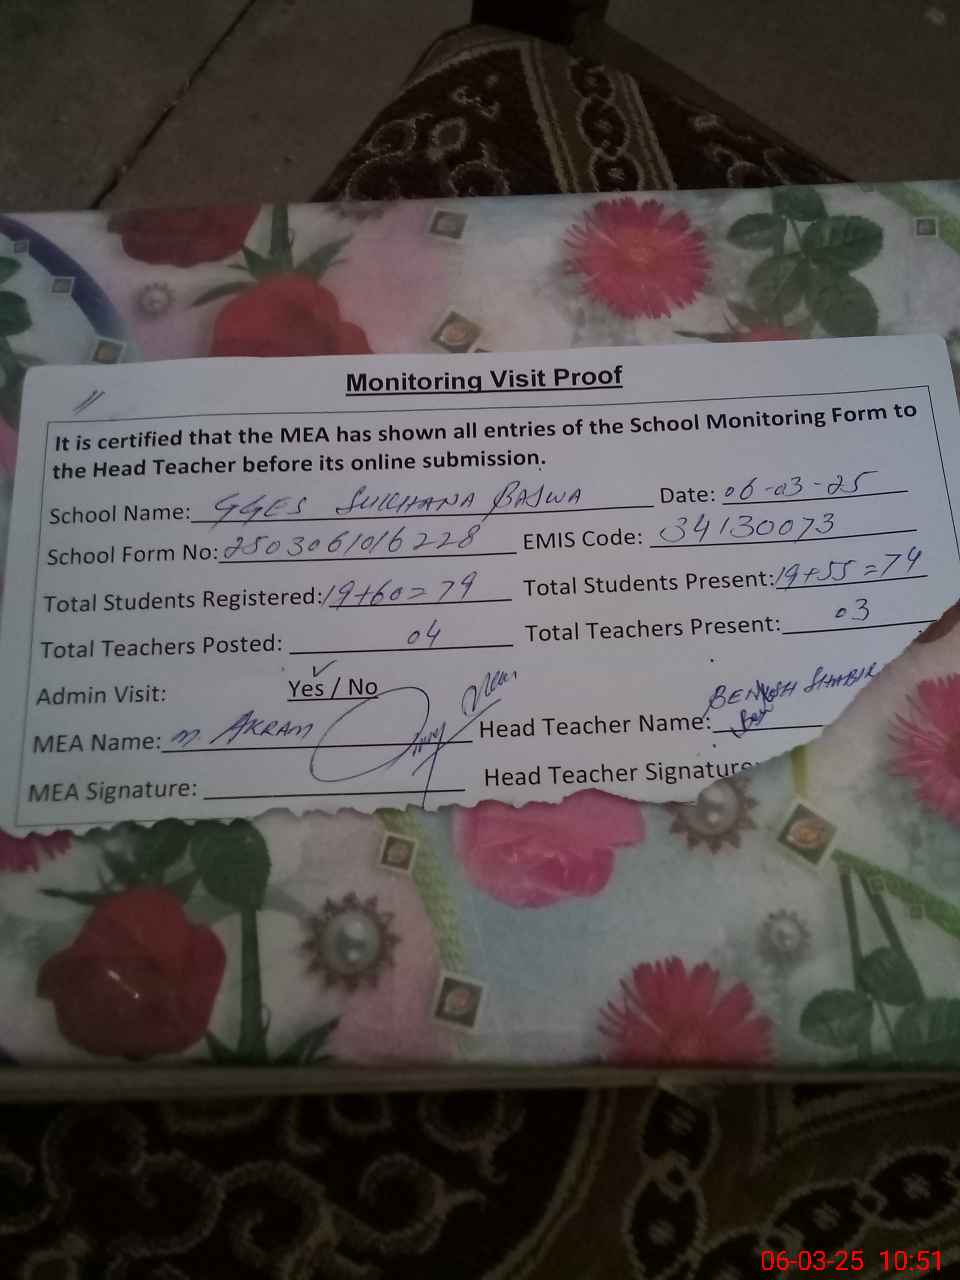 Monitoring Visit Proof
It is certified that the MEA has shown all entries of the School Monitoring Form to
the Head Teacher before its online submission.
School Name: GGES SUKHANA BAJWA Date: 06-03-25
School Form No: 2503061016228 EMIS Code: 34130073
Total Students Registered: 19+60=79 Total Students Present: 19+55=74
Total Teachers Posted: 04 Total Teachers Present: 03
Admin Visit: Yes / No
MEA Name: M. AKRAM Head Teacher Name: SHABIR
MEA Signature: Head Teacher Signature:
06-03-25 10:51